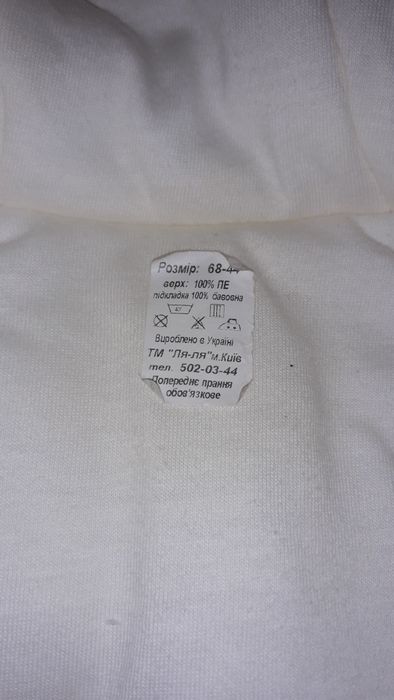 Розмір: 68-44
верх: 100% ПЕ
підкладка 100% бавовна
Вироблено в Україні
ТМ "Ля-ля" м.Київ
тел. 502-03-44
Попереднє прання
обов'язкове